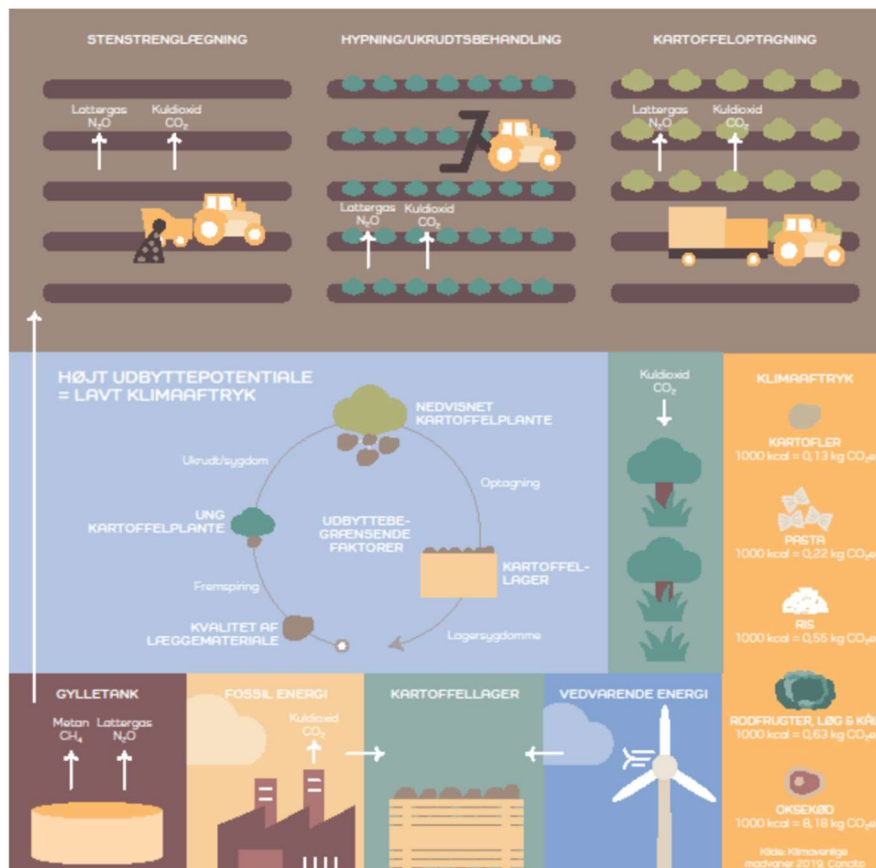 STENSTRENGLÆGNING
Lattergas
N₂O
Kuldioxid
CO₂
HYPNING/UKRUDTSBEHANDLING
Lattergas
N₂O
Kuldioxid
CO₂
KARTOFFELOPTAGNING
Lattergas
N₂O
Kuldioxid
CO₂
HØJT UDBYTTEPOTENTIALE
= LAVT KLIMAAFTRYK
NEDVISNET
KARTOFFELPLANTE
Ukrudt/sygdom
Optagning
UNG
KARTOFFELPLANTE
UDBYTTEBE-
GRÆNSENDE
FAKTORER
KARTOFFEL-
LAGER
Fremspiring
KVALITET AF
LÆGGEMATERIALE
Lagersygdomme
Kuldioxid
CO₂
KLIMAAFTRYK
KARTOFLER
1000 kcal = 0,13 kg CO₂e
PASTA
1000 kcal = 0,22 kg CO₂e
RIS
1000 kcal = 0,55 kg CO₂e
RODFRUGTER, LØG & KÅL
1000 kcal = 0,63 kg CO₂e
OKSEKØD
1000 kcal = 8,18 kg CO₂e
Kilde: Klimavenlige
madvaner 2019, Concito
GYLLETANK
Metan
CH₄
Lattergas
N₂O
FOSSIL ENERGI
Kuldioxid
CO₂
KARTOFFELLAGER
VEDVARENDE ENERGI